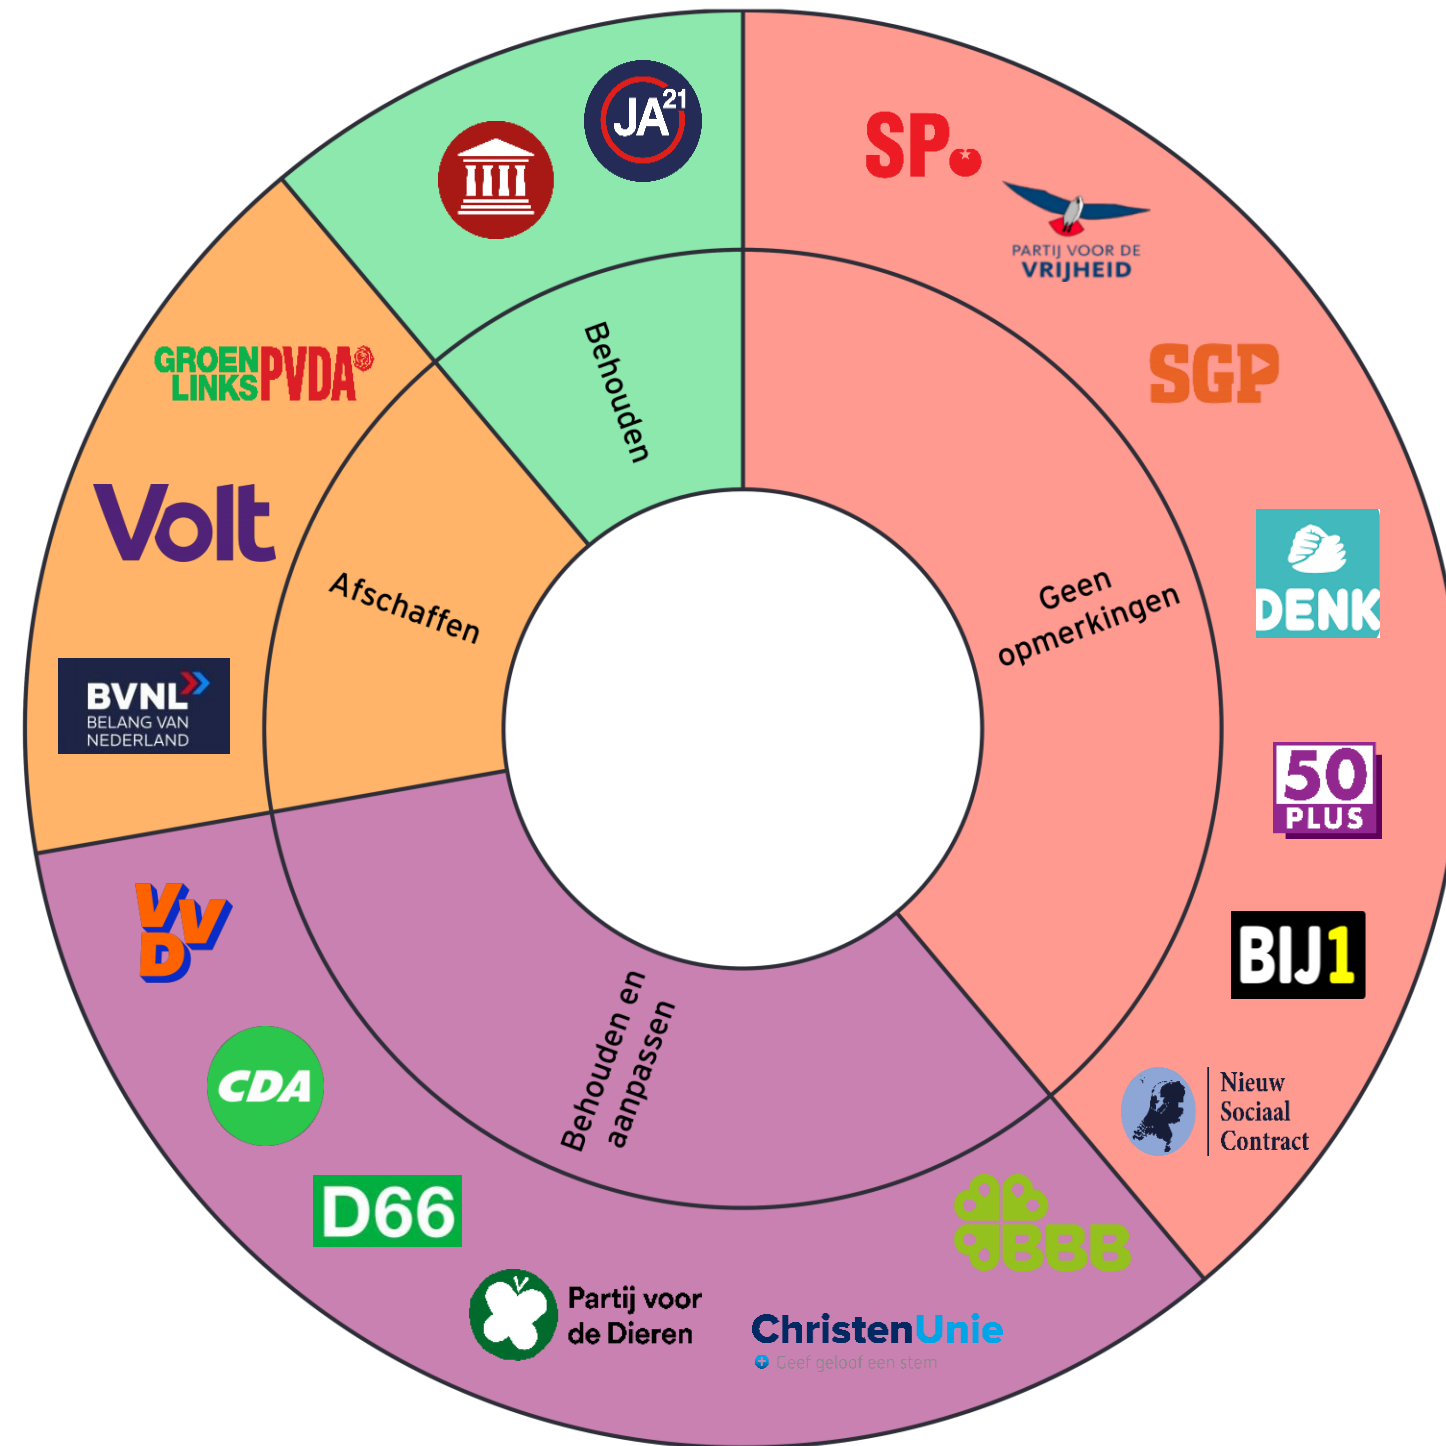 JA21
SP
PARTIJ VOOR DE
VRIJHEID
SGP
DENK
50
PLUS
BIJ1
Nieuw
Sociaal
Contract
BBB
ChristenUnie
Geef geloof een stem
Partij voor
de Dieren
D66
CDA
VVD
BVNL
BELANG VAN
NEDERLAND
Volt
GROEN
LINKS
PVDA
Behouden
Geen
opmerkingen
Behouden en
aanpassen
Afschaffen